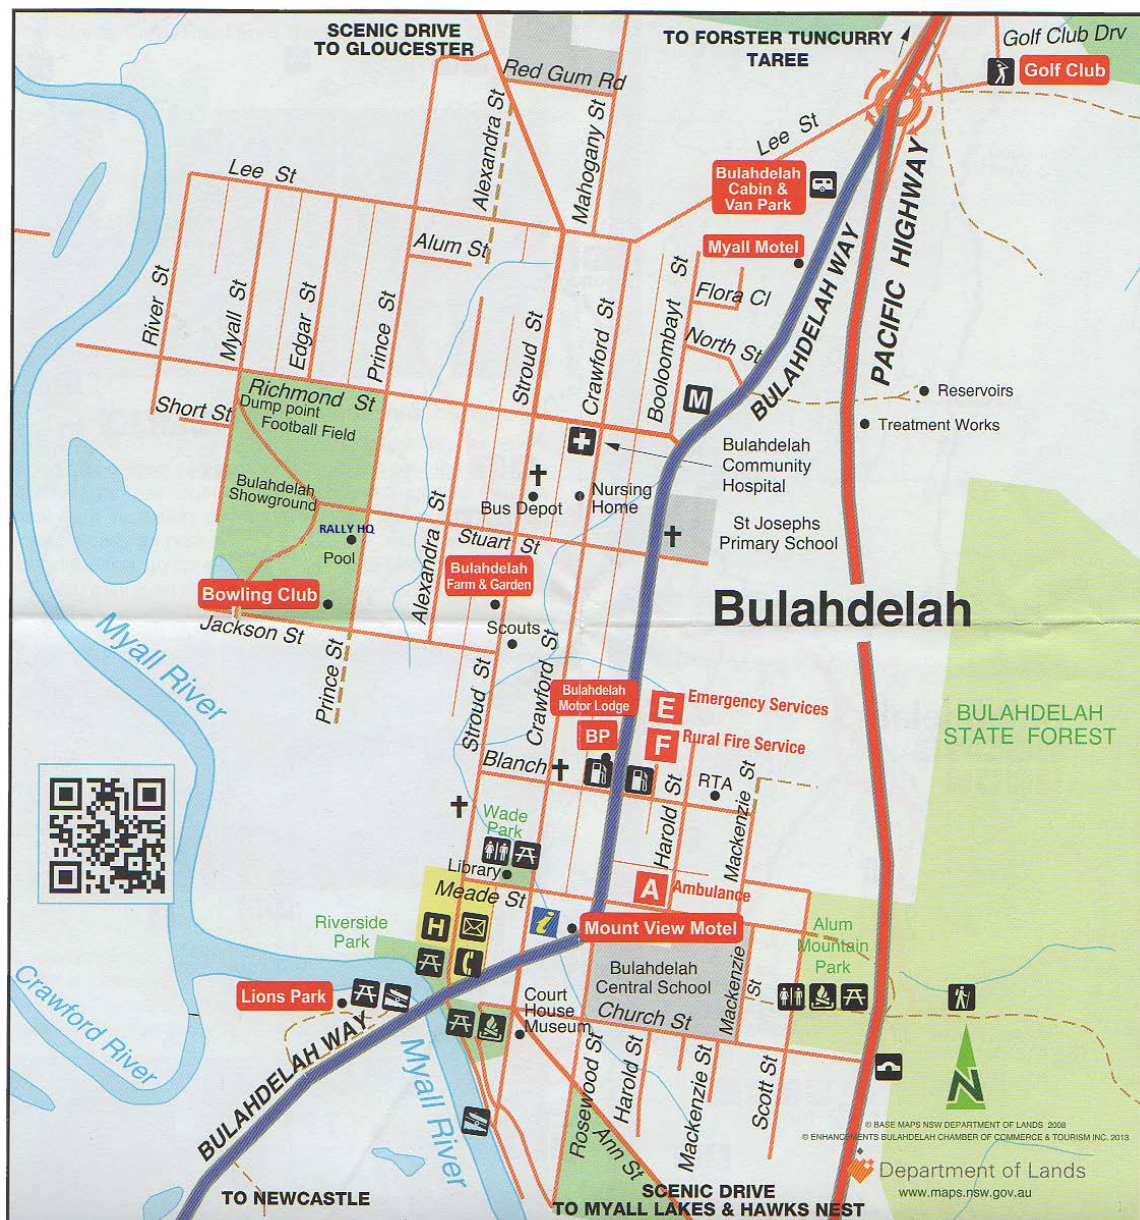 SCENIC DRIVE
TO GLOUCESTER
TO FORSTER TUNCURRY
TAREE
Golf Club Drv
Golf Club
Red Gum Rd
Alexandra St
Mahogany St
Lee St
Lee St
Bulahdelah
Cabin &
Van Park
Alum St
Myall Motel
PACIFIC HIGHWAY
BULAHDELAH WAY
River St
Myall St
Edgar St
Prince St
Stroud St
Crawford St
Booloombayt St
Flora Cl
North St
M
Reservoirs
Treatment Works
Richmond St
Short St
Dump point
Football Field
Bulahdelah
Community
Hospital
Bulahdelah
Showground
Bus Depot
Nursing
Home
RALLY HQ
Pool
Alexandra St
Stuart St
St Josephs
Primary School
Bulahdelah
Farm & Garden
Bowling Club
Bulahdelah
Jackson St
Scouts
Myall River
Prince St
Stroud St
Crawford St
Bulahdelah
Motor Lodge
E
Emergency Services
BP
F
Rural Fire Service
BULAHDELAH
STATE FOREST
Blanch
RTA
Harold St
Mackenzie St
Wade
Park
Library
Meade St
A
Ambulance
Riverside
Park
H
i
Mount View Motel
Alum
Mountain
Park
Bulahdelah
Central School
Mackenzie St
Lions Park
Court
House
Museum
Church St
Crawford River
BULAHDELAH WAY
Myall River
Rosewood St
Harold St
Mackenzie St
Scott St
Ann St
N
© BASE MAPS NSW DEPARTMENT OF LANDS 2008
© ENHANCEMENTS BULAHDELAH CHAMBER OF COMMERCE & TOURISM INC. 2013
Department of Lands
www.maps.nsw.gov.au
TO NEWCASTLE
SCENIC DRIVE
TO MYALL LAKES & HAWKS NEST